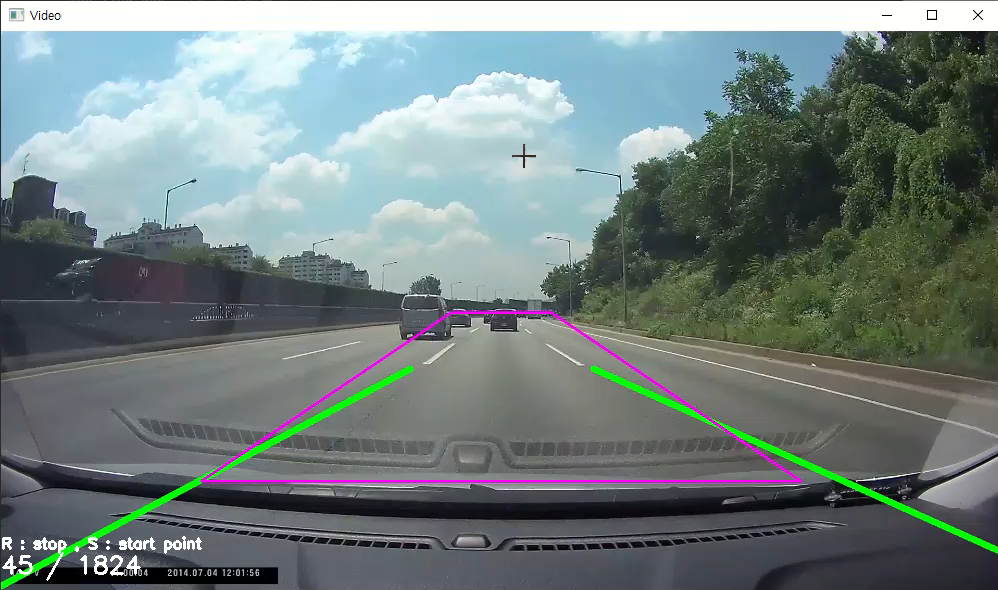 Video
R : stop , S : start point
45 / 1824
2014.07.04 12:01:56